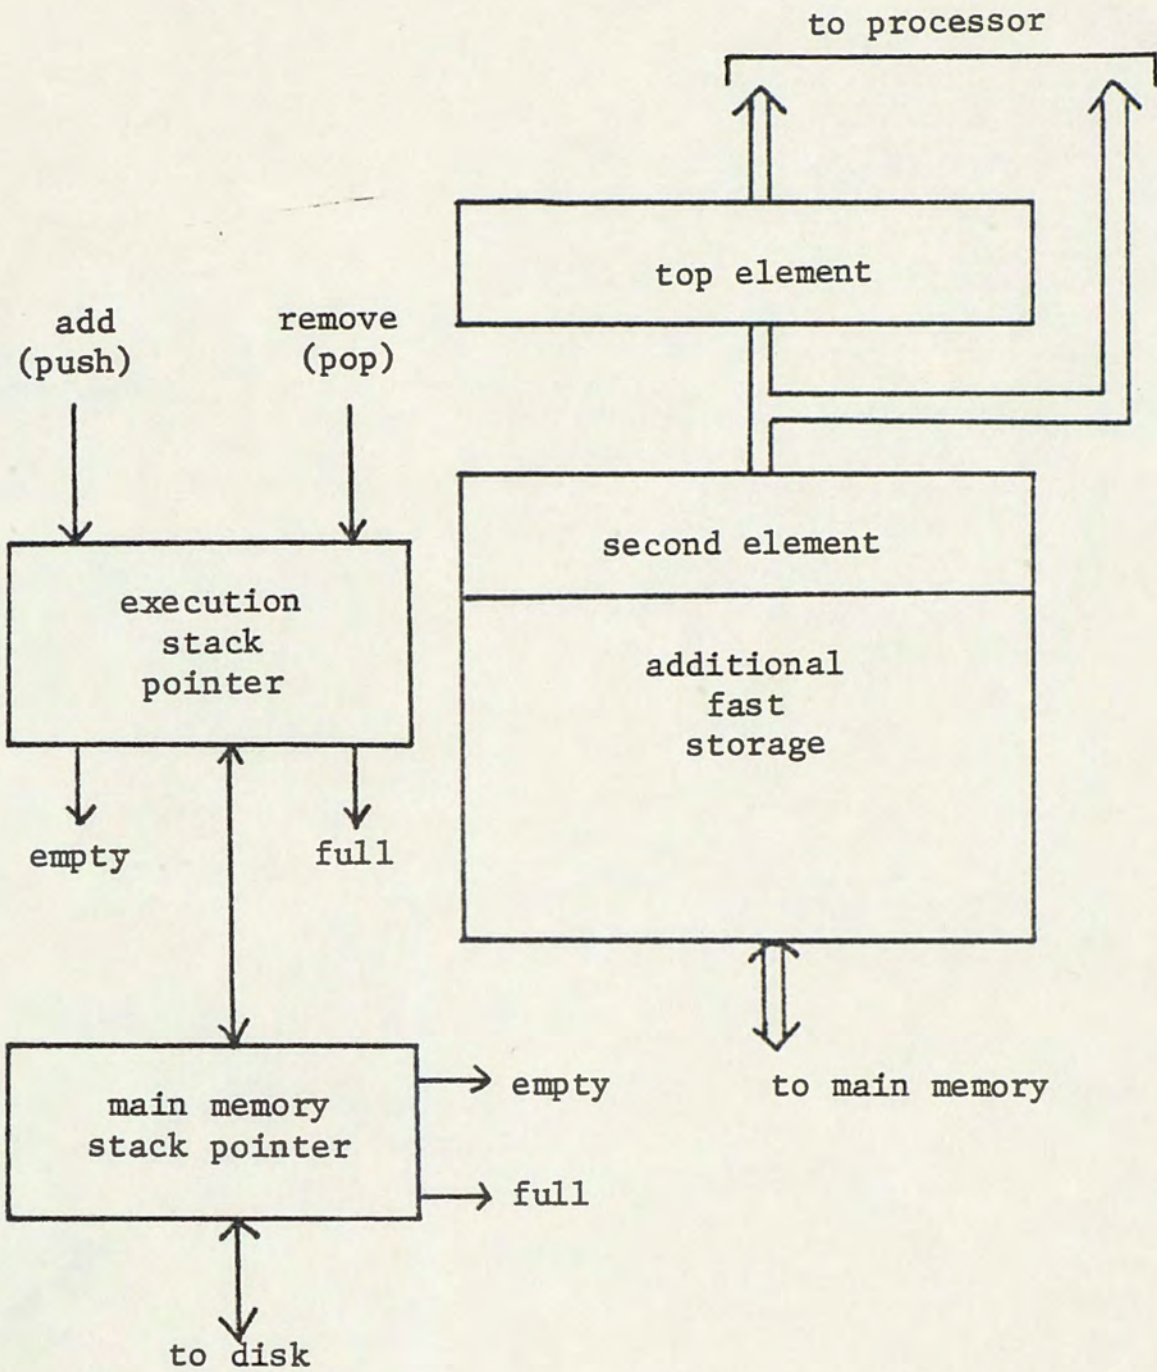 to processor
top element
add
(push)
remove
(pop)
second element
execution
stack
pointer
additional
fast
storage
empty
full
main memory
stack pointer
empty
full
to main memory
to disk